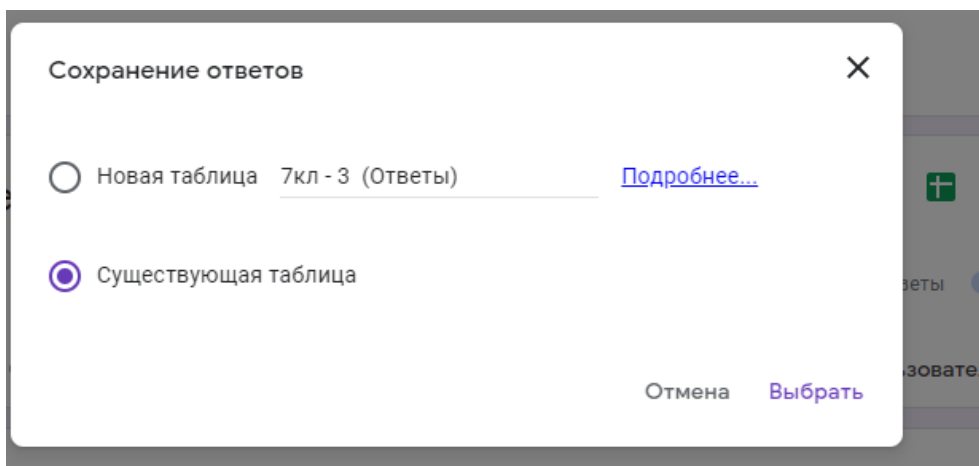 Сохранение ответов
Новая таблица 7кл - 3 (Ответы) Подробнее...
Существующая таблица
Отмена Выбрать